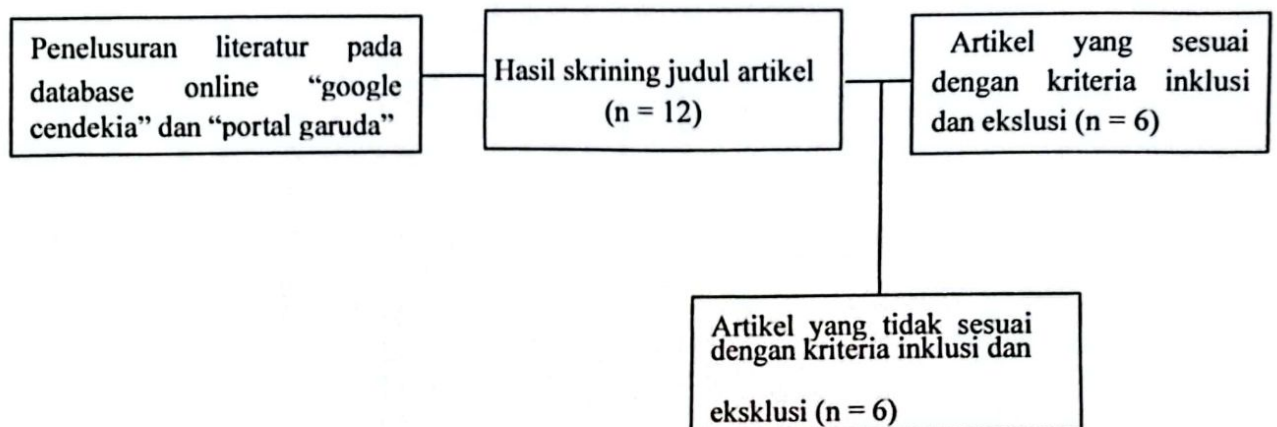 Penelusuran literatur pada
database online “google
cendekia” dan “portal garuda”
Hasil skrining judul artikel
(n = 12)
Artikel yang sesuai
dengan kriteria inklusi
dan ekslusi (n = 6)
Artikel yang tidak sesuai
dengan kriteria inklusi dan
eksklusi (n = 6)